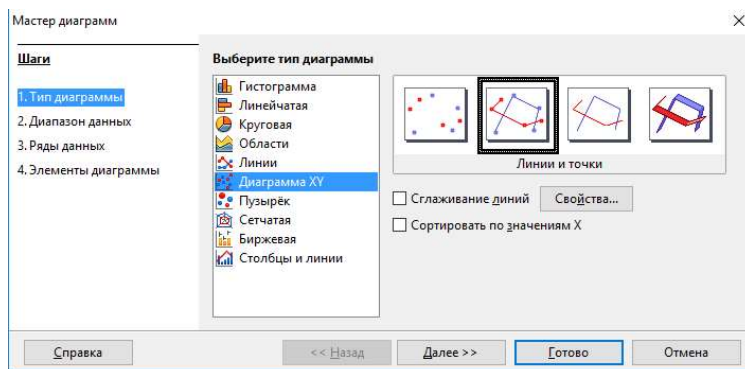 Мастер диаграмм
Шаги
1. Тип диаграммы
2. Диапазон данных
3. Ряды данных
4. Элементы диаграммы
Выберите тип диаграммы
Гистограмма
Линейчатая
Круговая
Области
Линии
Диаграмма XY
Пузырёк
Сетчатая
Биржевая
Столбцы и линии
Линии и точки
Сглаживание линий Свойства...
Сортировать по значениям X
Справка << Назад Далее >> Готово Отмена